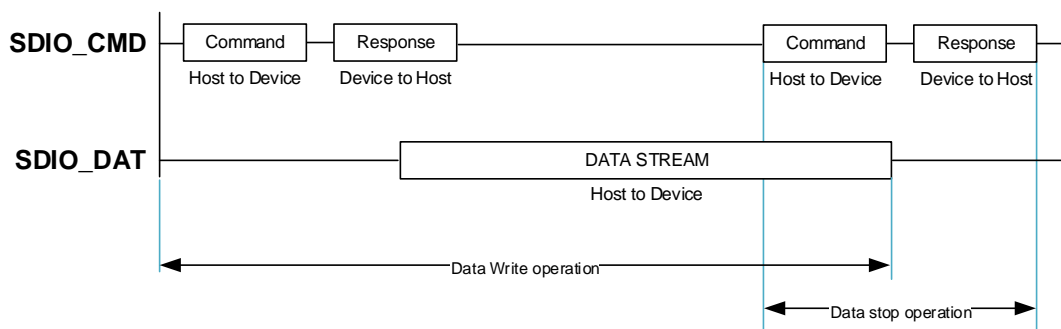 SDIO_CMD
Command
Response
Command
Response
Host to Device
Device to Host
Host to Device
Device to Host
SDIO_DAT
DATA STREAM
Host to Device
Data Write operation
Data stop operation